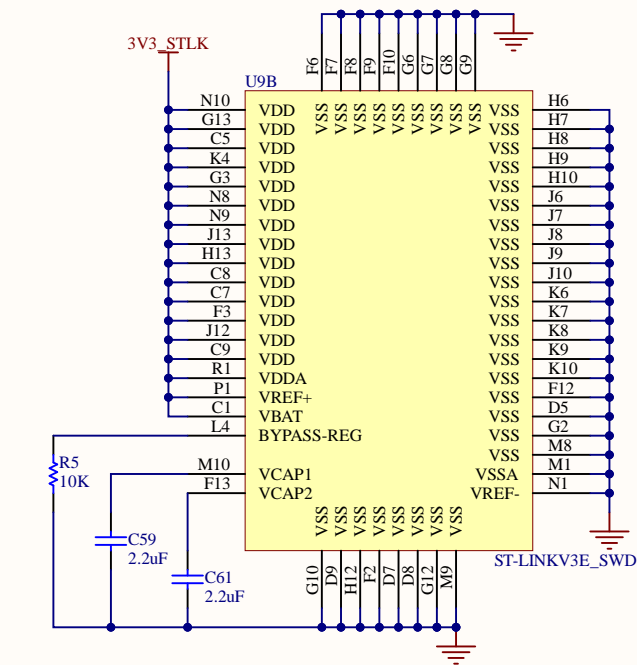 3V3_STLK
U9B
F6 F7 F8 F9 F10 G6 G7 G8 G9
VSS VSS VSS VSS VSS VSS VSS VSS VSS
N10 VDD VSS H6
G13 VDD VSS H7
C5 VDD VSS H8
K4 VDD VSS H9
G3 VDD VSS H10
N8 VDD VSS J6
N9 VDD VSS J7
J13 VDD VSS J8
H13 VDD VSS J9
C8 VDD VSS J10
C7 VDD VSS K6
F3 VDD VSS K7
J12 VDD VSS K8
C9 VDD VSS K9
R1 VDDA VSS K10
P1 VREF+ VSS F12
C1 VBAT VSS D5
L4 BYPASS-REG VSS G2
VSS M8
M10 VCAP1 VSSA M1
F13 VCAP2 VREF- N1
R5
10K
C59
2.2uF
C61
2.2uF
VSS VSS VSS VSS VSS VSS VSS VSS
G10 D9 H12 F2 D7 D8 G12 M9
ST-LINKV3E_SWD